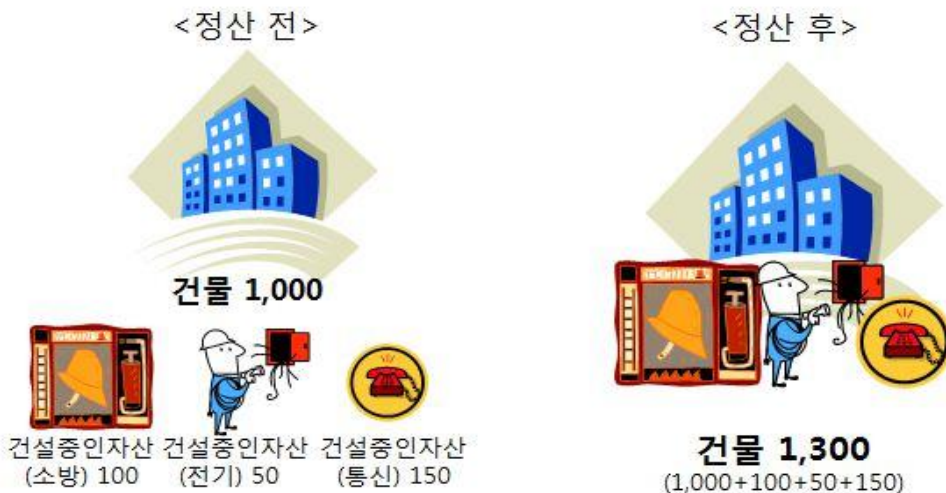 <정산 전>
<정산 후>
건물 1,000
건설중인자산
(소방) 100
건설중인자산
(전기) 50
건설중인자산
(통신) 150
건물 1,300
(1,000+100+50+150)